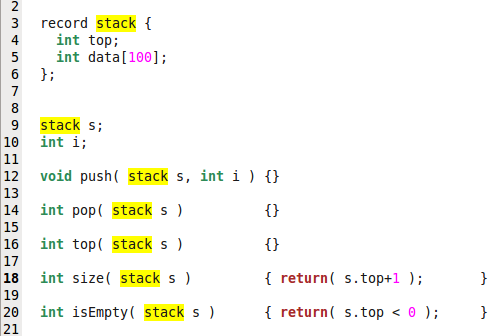 2
3 record stack {
4 int top;
5 int data[100];
6 };
7
8
9 stack s;
10 int i;
11
12 void push( stack s, int i ) {}
13
14 int pop( stack s ) {}
15
16 int top( stack s ) {}
17
18 int size( stack s ) { return( s.top+1 ); }
19
20 int isEmpty( stack s ) { return( s.top < 0 ); }
21